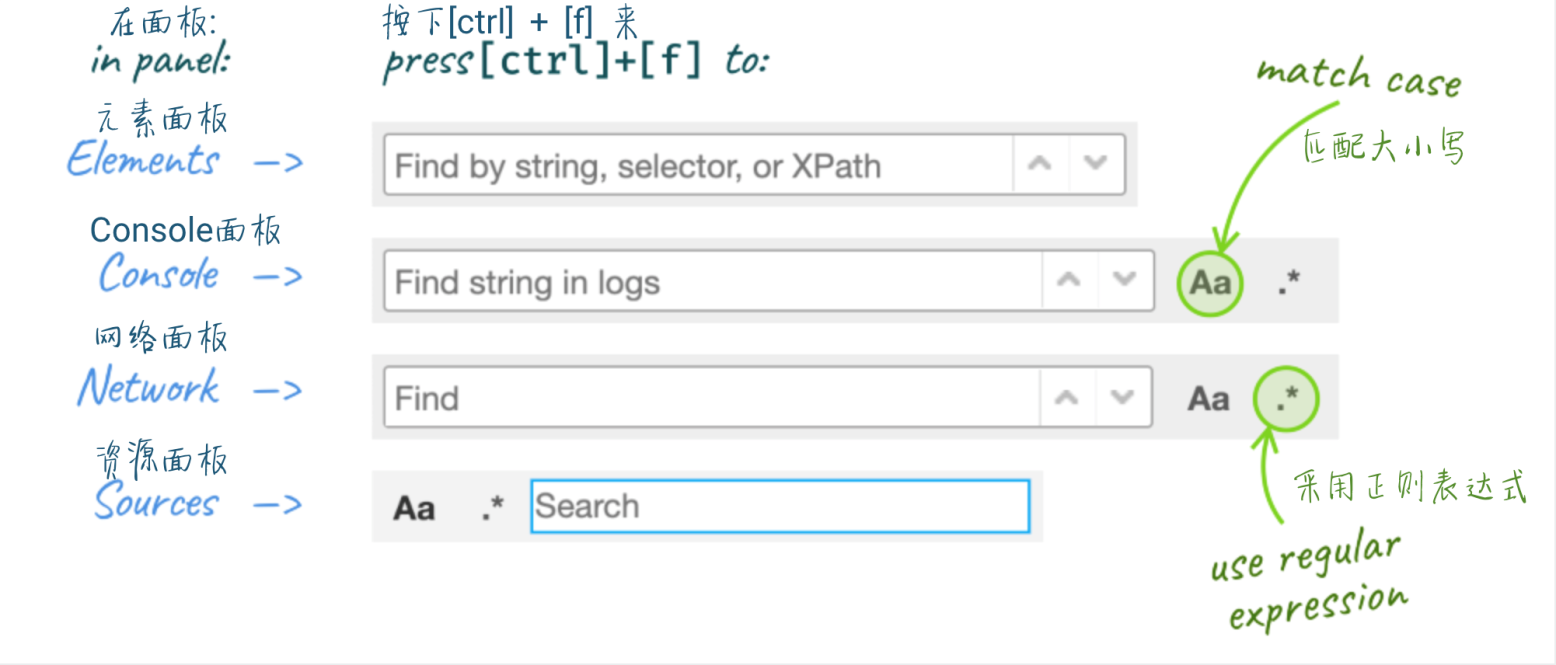 在面板:
按下[ctrl] + [f] 来
in panel:
press[ctrl]+[f] to:
match case
匹配大小写
元素面板
Elements —>
Find by string, selector, or XPath
Console面板
Console —>
Find string in logs
Aa .*
网络面板
Network —>
Find
Aa .*
资源面板
Sources —>
Aa .* Search
采用正则表达式
use regular
expression